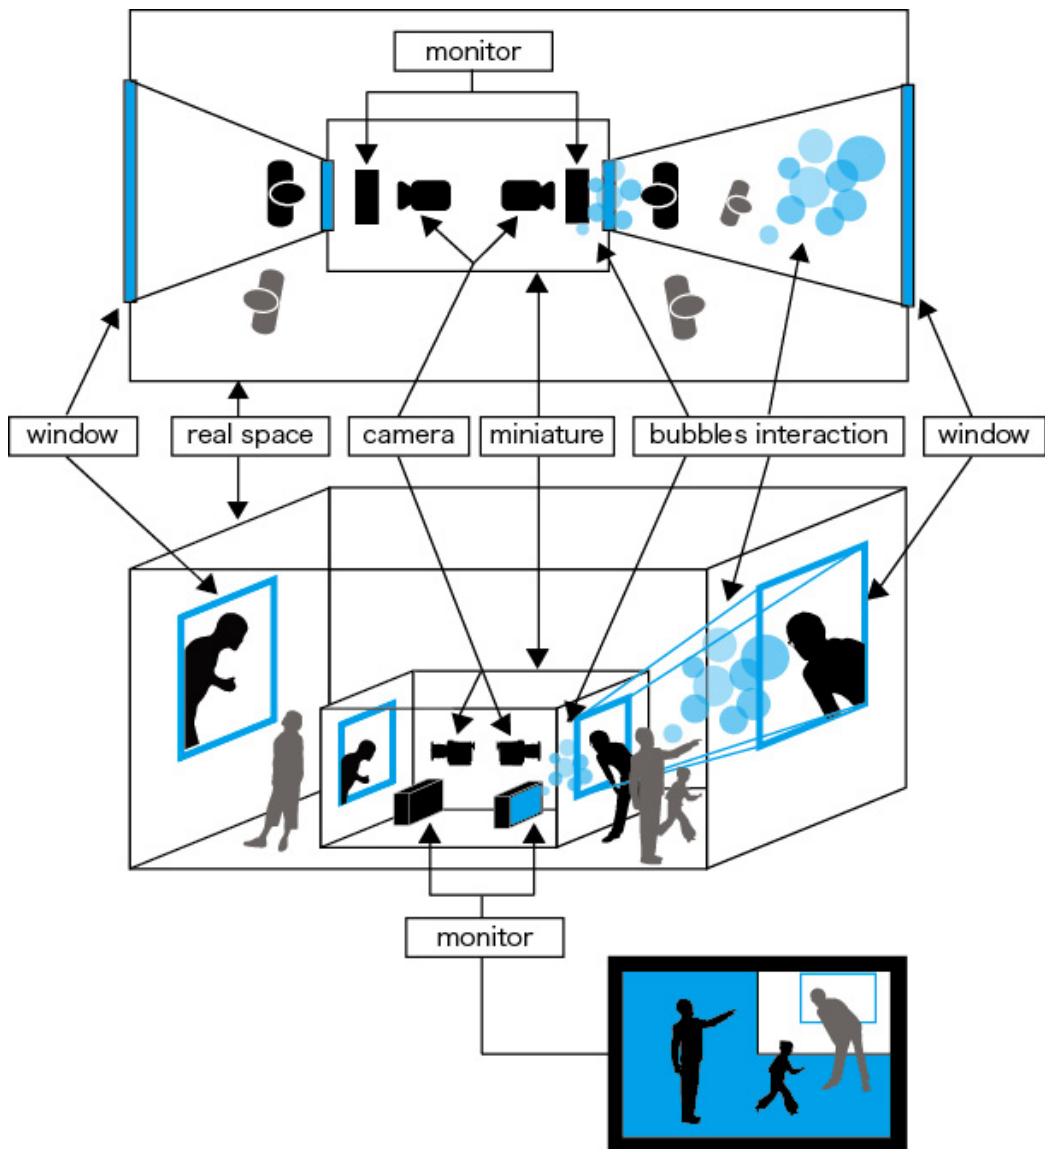 monitor
window
real space
camera
miniature
bubbles interaction
window
monitor